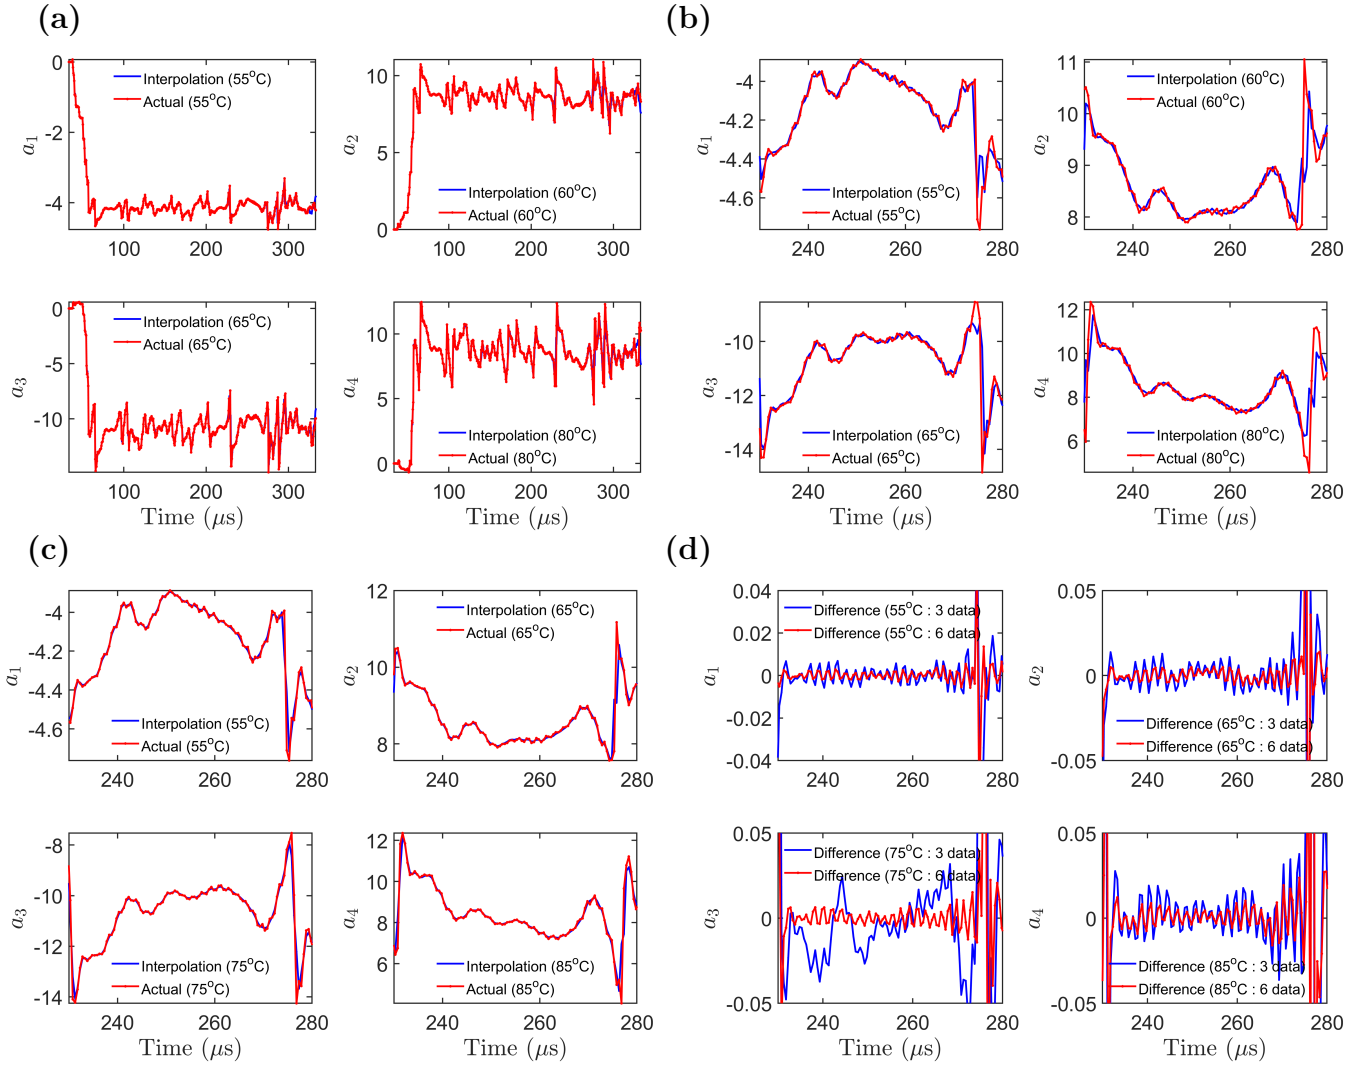 (a)
0
-2
-4
a1
100
200
300
Interpolation (55°C)
Actual (55°C)
10
5
0
a2
100
200
300
Interpolation (60°C)
Actual (60°C)
0
-5
-10
a3
100
200
300
Time (μs)
Interpolation (65°C)
Actual (65°C)
10
5
0
a4
100
200
300
Time (μs)
Interpolation (80°C)
Actual (80°C)
(b)
-4
-4.2
-4.4
-4.6
a1
240
260
280
Interpolation (55°C)
Actual (55°C)
11
10
9
8
a2
240
260
280
Interpolation (60°C)
Actual (60°C)
-10
-12
-14
a3
240
260
280
Time (μs)
Interpolation (65°C)
Actual (65°C)
12
10
8
6
a4
240
260
280
Time (μs)
Interpolation (80°C)
Actual (80°C)
(c)
-4
-4.2
-4.4
-4.6
a1
240
260
280
Interpolation (55°C)
Actual (55°C)
12
10
8
a2
240
260
280
Interpolation (65°C)
Actual (65°C)
-8
-10
-12
-14
a3
240
260
280
Time (μs)
Interpolation (75°C)
Actual (75°C)
12
10
8
6
a4
240
260
280
Time (μs)
Interpolation (85°C)
Actual (85°C)
(d)
0.04
0.02
0
-0.02
-0.04
a1
240
260
280
Difference (55°C : 3 data)
Difference (55°C : 6 data)
0.05
0
-0.05
a2
240
260
280
Difference (65°C : 3 data)
Difference (65°C : 6 data)
0.05
0
-0.05
a3
240
260
280
Time (μs)
Difference (75°C : 3 data)
Difference (75°C : 6 data)
0.05
0
-0.05
a4
240
260
280
Time (μs)
Difference (85°C : 3 data)
Difference (85°C : 6 data)